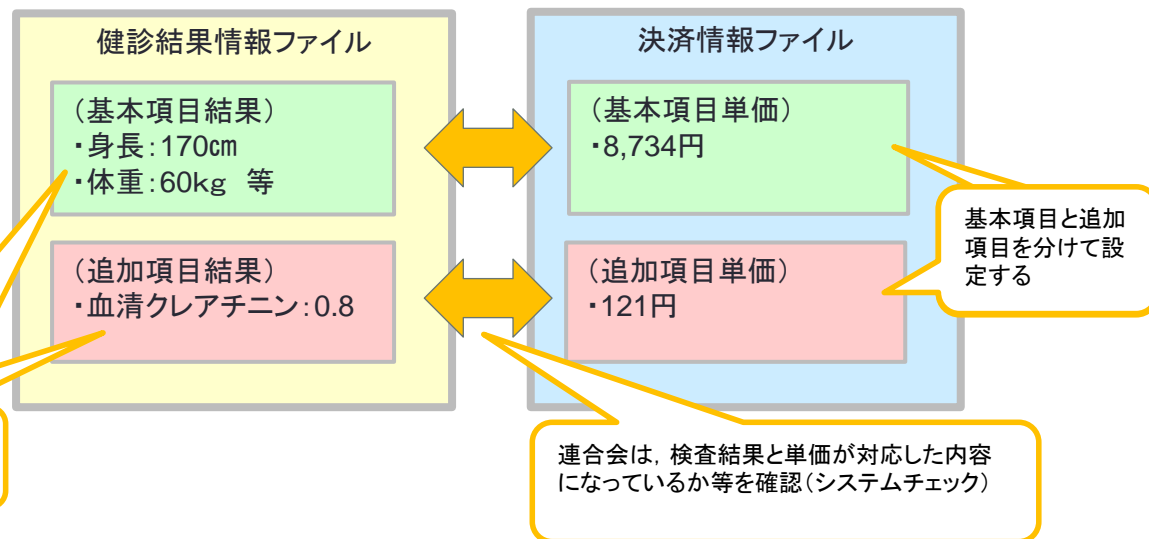 健診結果情報ファイル
（基本項目結果）
・身長：170㎝
・体重：60ｋｇ 等
（追加項目結果）
・血清クレアチニン：0.8
決済情報ファイル
（基本項目単価）
・8,734円
（追加項目単価）
・121円
基本項目と追加
項目を分けて設
定する
連合会は，検査結果と単価が対応した内容
になっているか等を確認（システムチェック）